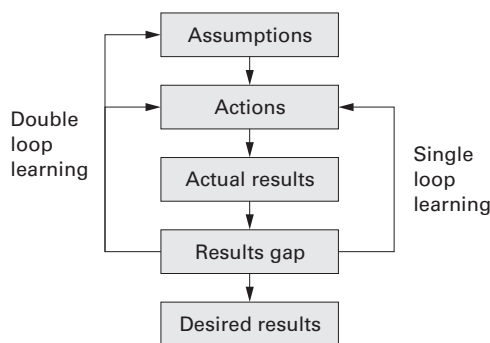 Assumptions
Actions
Double
loop
learning
Actual results
Single
loop
learning
Results gap
Desired results